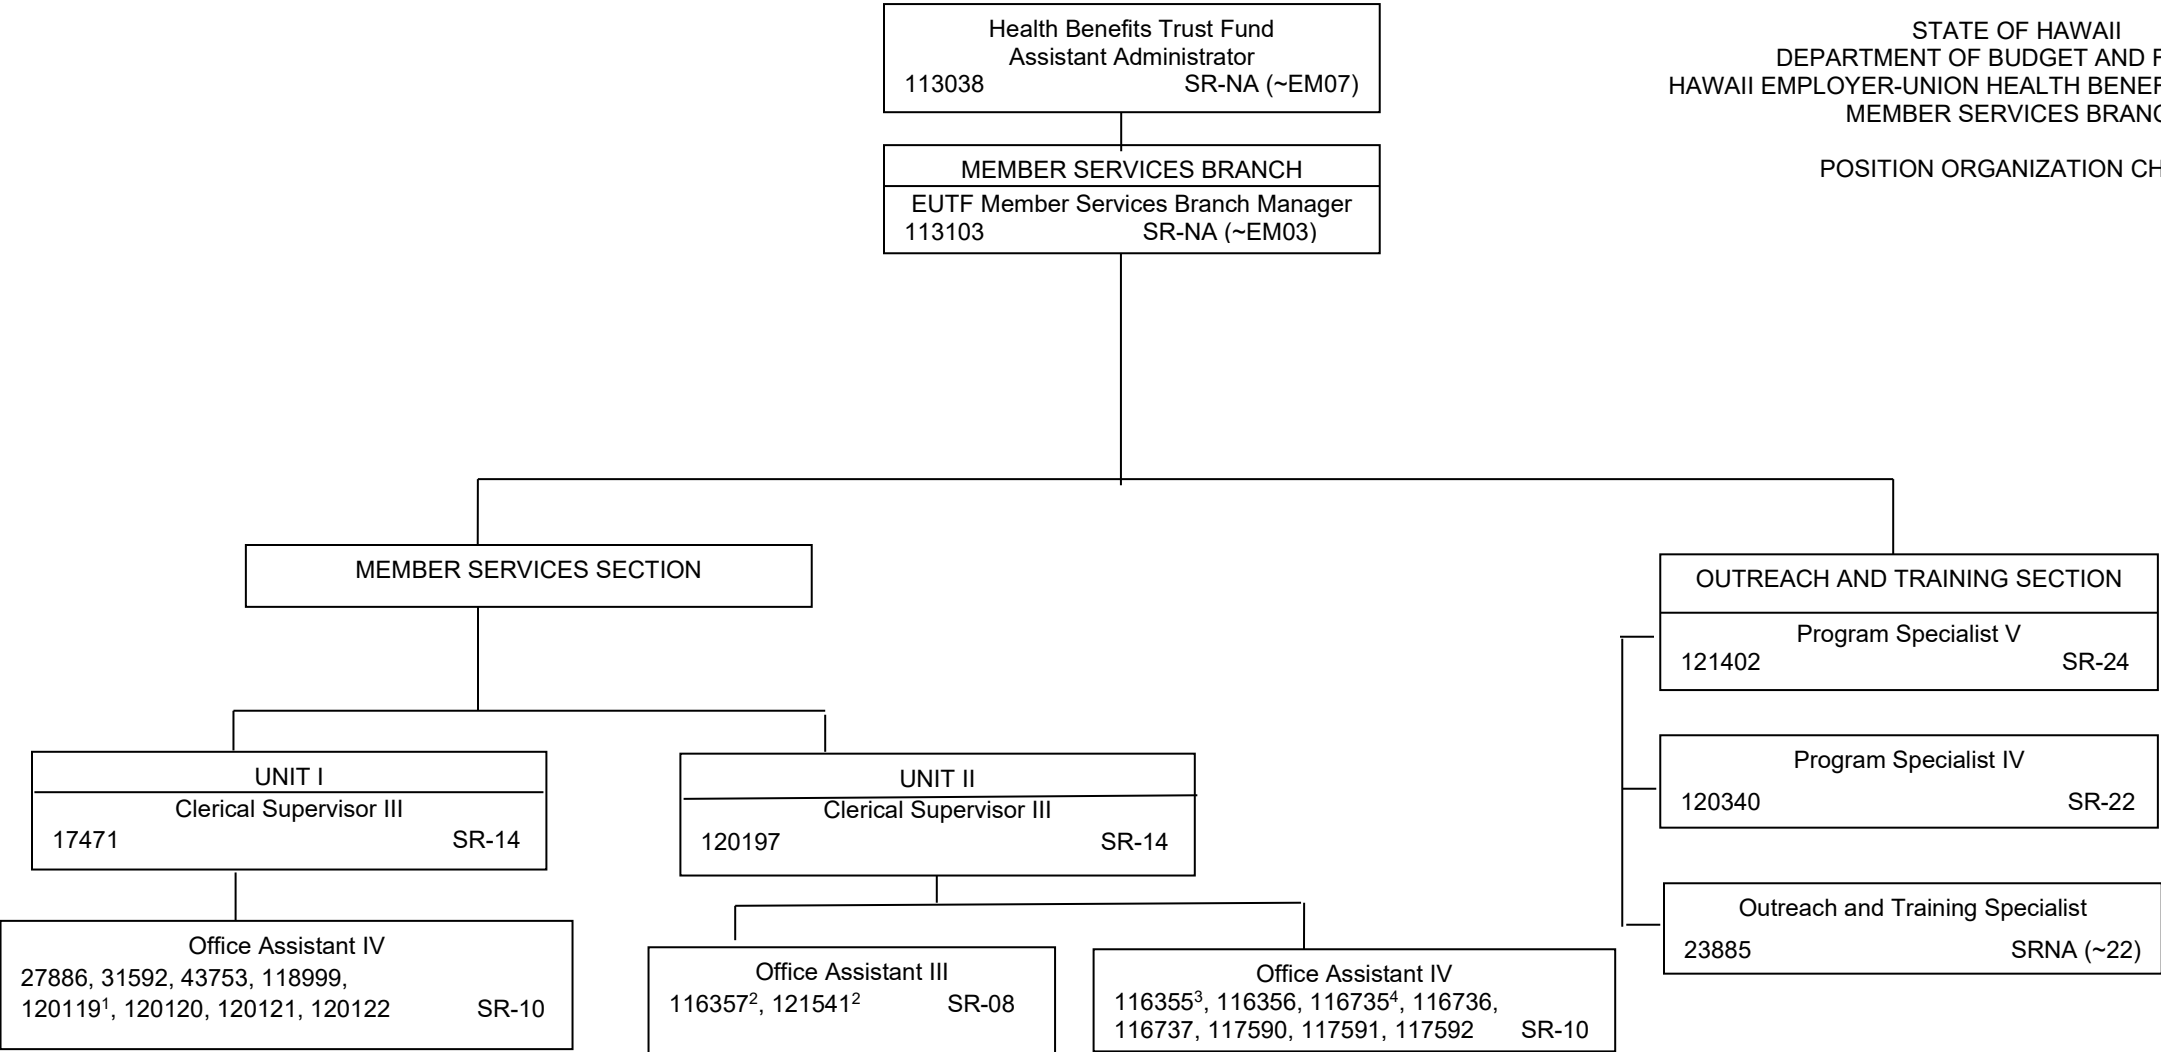 Health Benefits Trust Fund
Assistant Administrator
113038 SR-NA (~EM07)
STATE OF HAWAII
DEPARTMENT OF BUDGET AND
HAWAII EMPLOYER-UNION HEALTH
MEMBER SERVICES
POSITION ORGANIZATION
MEMBER SERVICES BRANCH
EUTF Member Services Branch Manager
113103 SR-NA (~EM03)
MEMBER SERVICES SECTION
OUTREACH AND TRAINING SECTION
Program Specialist V
121402 SR-24
Program Specialist IV
120340 SR-22
Outreach and Training Specialist
23885 SRNA (~22)
UNIT I
Clerical Supervisor III
17471 SR-14
UNIT II
Clerical Supervisor III
120197 SR-14
Office Assistant IV
27886, 31592, 43753, 118999,
120119¹, 120120, 120121, 120122 SR-10
Office Assistant III
116357², 121541² SR-08
Office Assistant IV
116355³, 116356, 116735⁴, 116736,
116737, 117590, 117591, 117592 SR-10